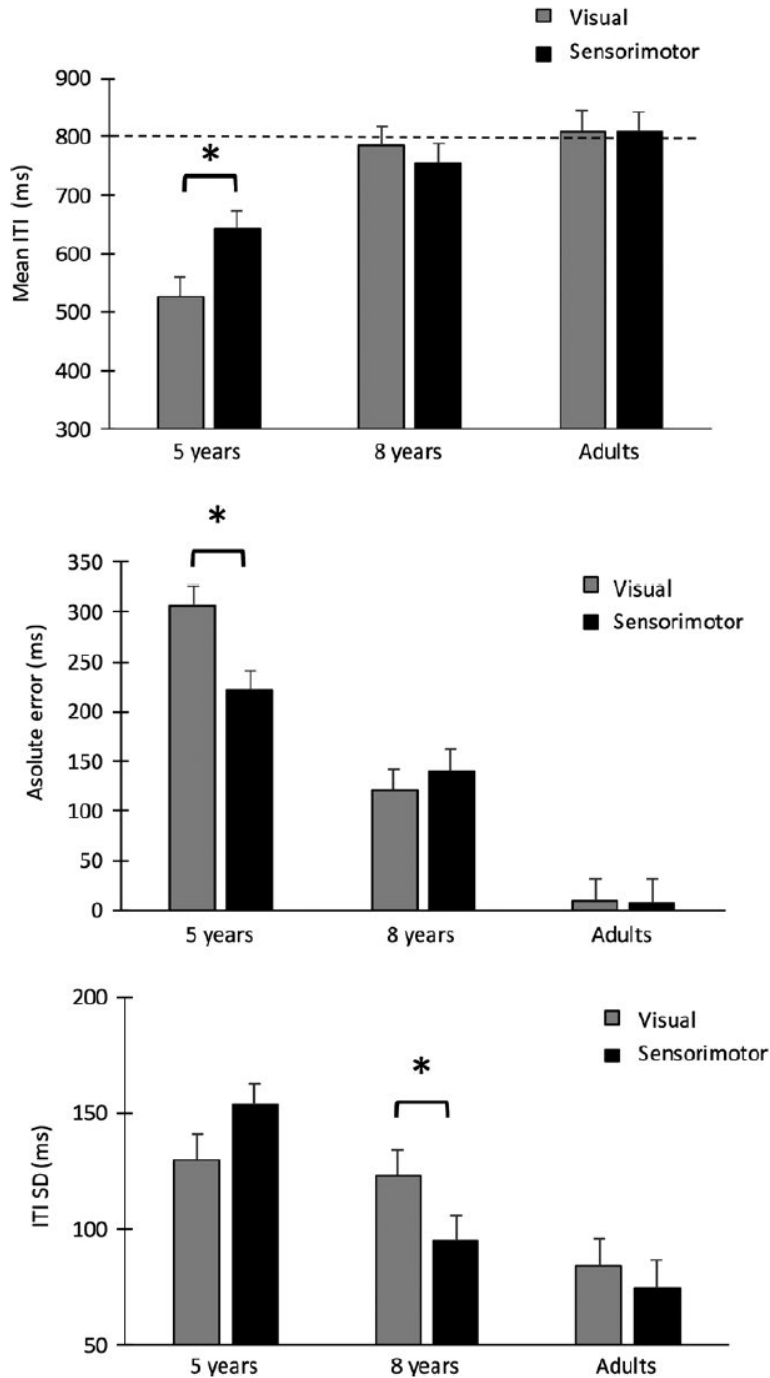 Visual
Sensorimotor
900
800
700
600
500
400
300
Mean ITI (ms)
*
5 years
8 years
Adults
*
350
300
250
200
150
100
50
0
Asolute error (ms)
Visual
Sensorimotor
5 years
8 years
Adults
200
150
100
50
ITI SD (ms)
Visual
Sensorimotor
*
5 years
8 years
Adults